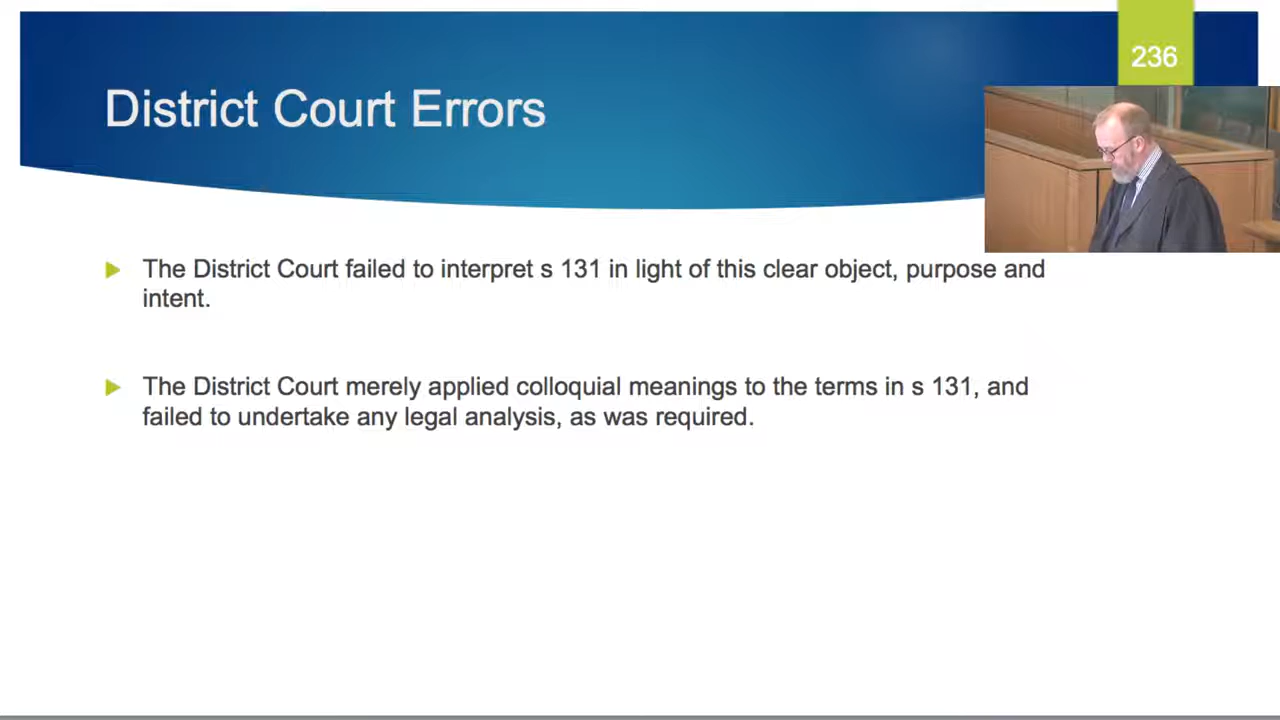 236
District Court Errors
The District Court failed to interpret s 131 in light of this clear object, purpose and
intent.
The District Court merely applied colloquial meanings to the terms in s 131, and
failed to undertake any legal analysis, as was required.